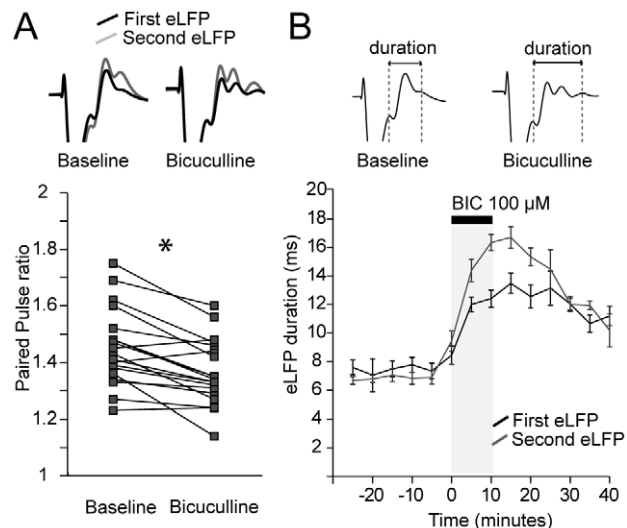 A
First eLFP
Second eLFP
Baseline
Bicuculline
2
1.8
1.6
1.4
1.2
1
Paired Pulse ratio
*
Baseline
Bicuculline
B
duration
duration
Baseline
Bicuculline
BIC 100 µM
20
18
16
14
12
10
8
6
4
2
eLFP duration (ms)
First eLFP
Second eLFP
-20
-10
0
10
20
30
40
Time (minutes)